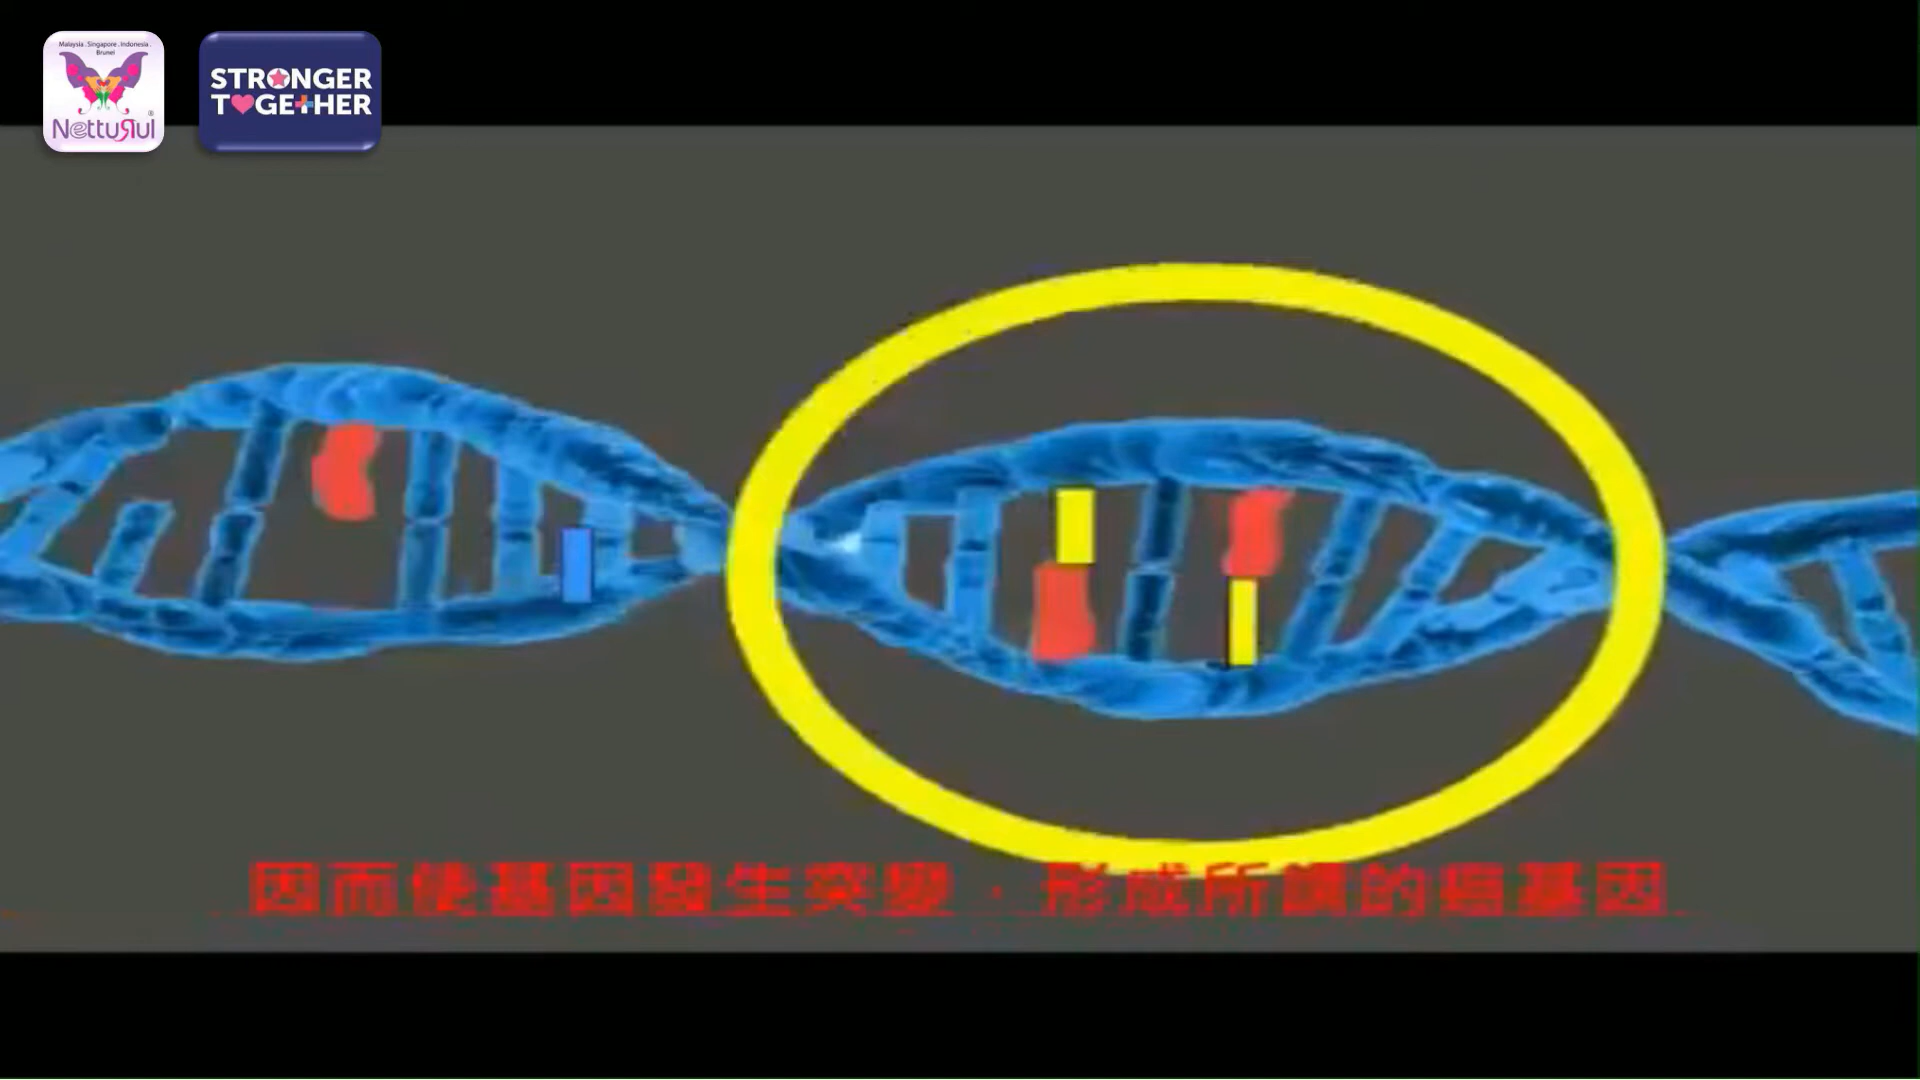 Malaysia . Singapore . Indonesia .
Brunei
NettuЯul ®
STRONGER
TOGETHER
因而使基因發生突變，形成所謂的癌基因